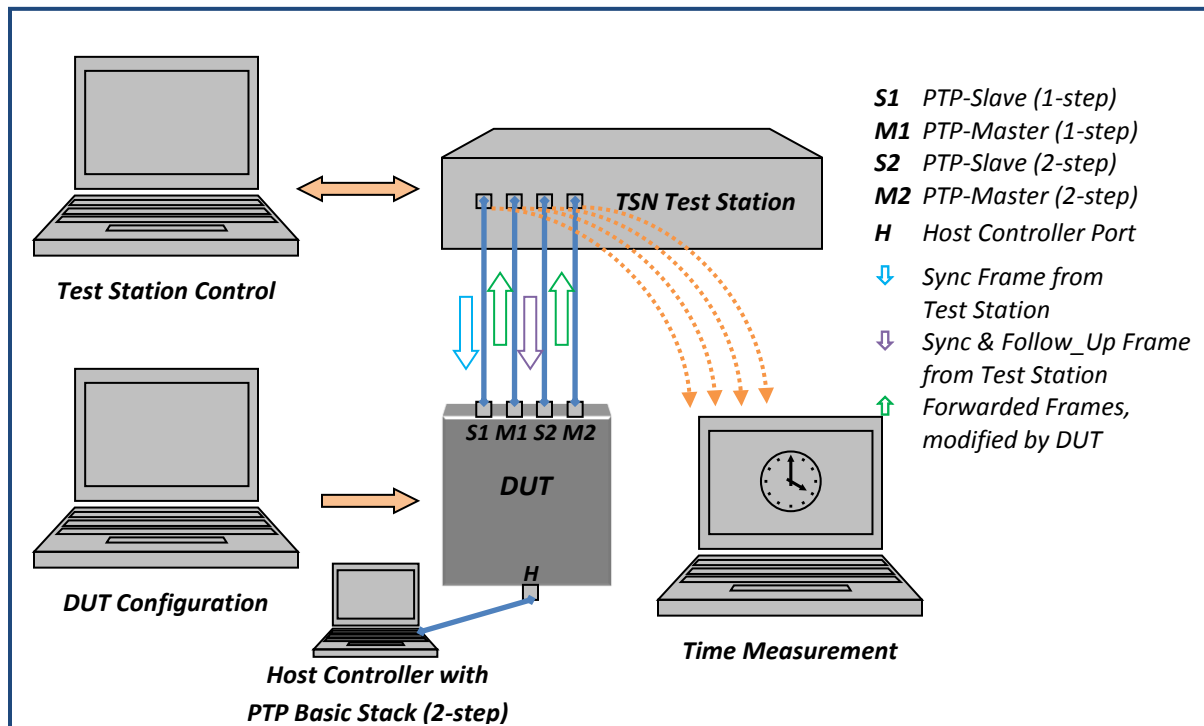 S1 PTP-Slave (1-step)
M1 PTP-Master (1-step)
S2 PTP-Slave (2-step)
M2 PTP-Master (2-step)
H Host Controller Port
Sync Frame from
Test Station
Sync & Follow_Up Frame
from Test Station
Forwarded Frames,
modified by DUT
TSN Test Station
Test Station Control
S1 M1 S2 M2
DUT
H
DUT Configuration
Host Controller with
PTP Basic Stack (2-step)
Time Measurement